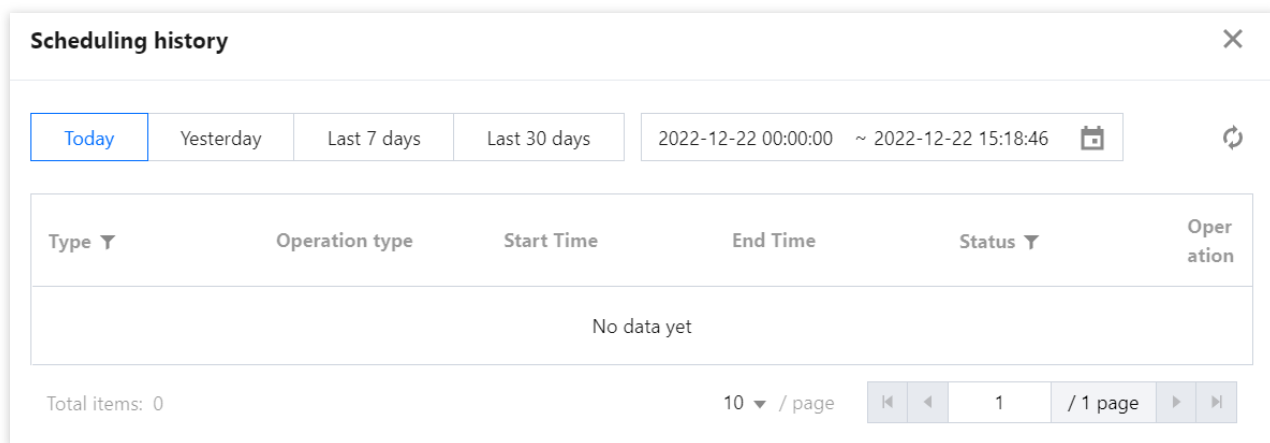 Scheduling history
Today Yesterday Last 7 days Last 30 days 2022-12-22 00:00:00 ~ 2022-12-22 15:18:46
Type Operation type Start Time End Time Status Oper
ation
No data yet
Total items: 0 10 / page 1 / 1 page